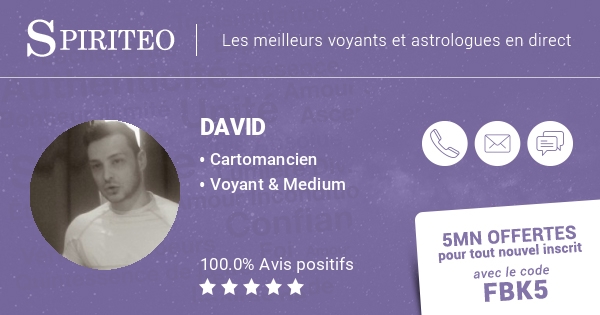 SPIRITEO
Les meilleurs voyants et astrologues en direct
DAVID
• Cartomancien
• Voyant & Medium
100.0% Avis positifs
5MN OFFERTES
pour tout nouvel inscrit
avec le code
FBK5